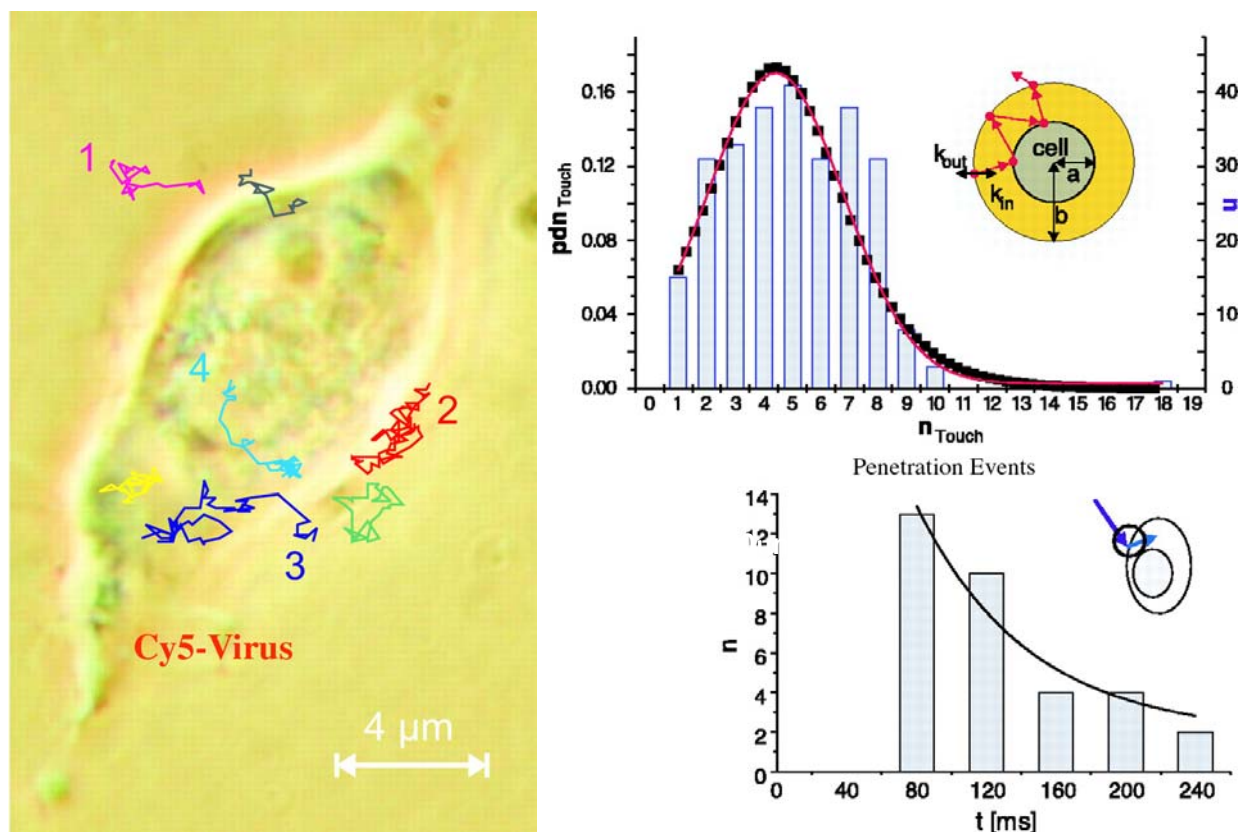 1
4
2
3
Cy5-Virus
4 µm
0.16
0.12
0.08
0.04
0.00
pdn Touch
40
30
20
10
0
n
cell
a
b
k out
k in
0 1 2 3 4 5 6 7 8 9 10 11 12 13 14 15 16 17 18 19
n Touch
Penetration Events
14
12
10
8
6
4
2
0
n
0 40 80 120 160 200 240
t [ms]